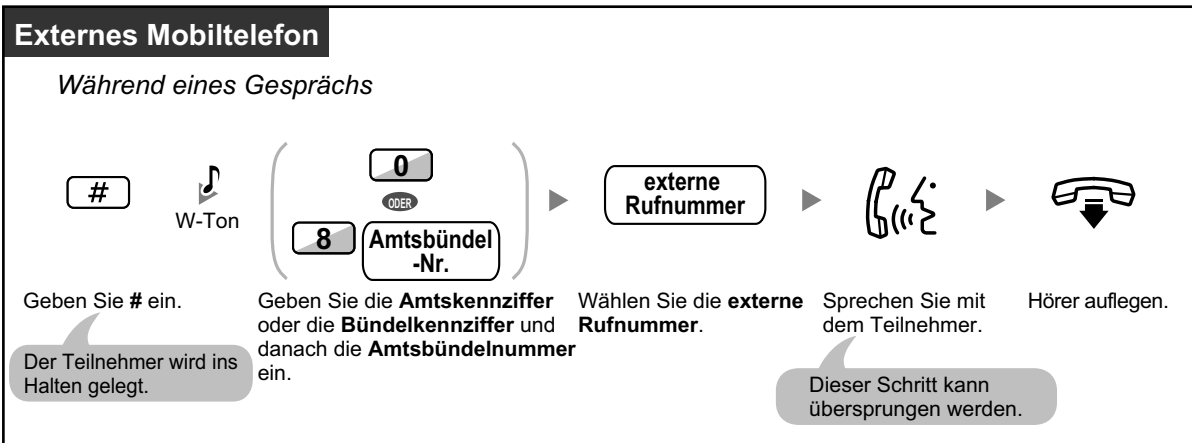 Externes Mobiltelefon
Während eines Gesprächs
#
W-Ton
0
ODER
8
Amtsbündel
-Nr.
externe
Rufnummer
Geben Sie # ein.
Der Teilnehmer wird ins
Halten gelegt.
Geben Sie die Amtskennziffer
oder die Bündelkennziffer und
danach die Amtsbündelnummer
ein.
Wählen Sie die externe
Rufnummer.
Sprechen Sie mit
dem Teilnehmer.
Dieser Schritt kann
übersprungen werden.
Hörer auflegen.